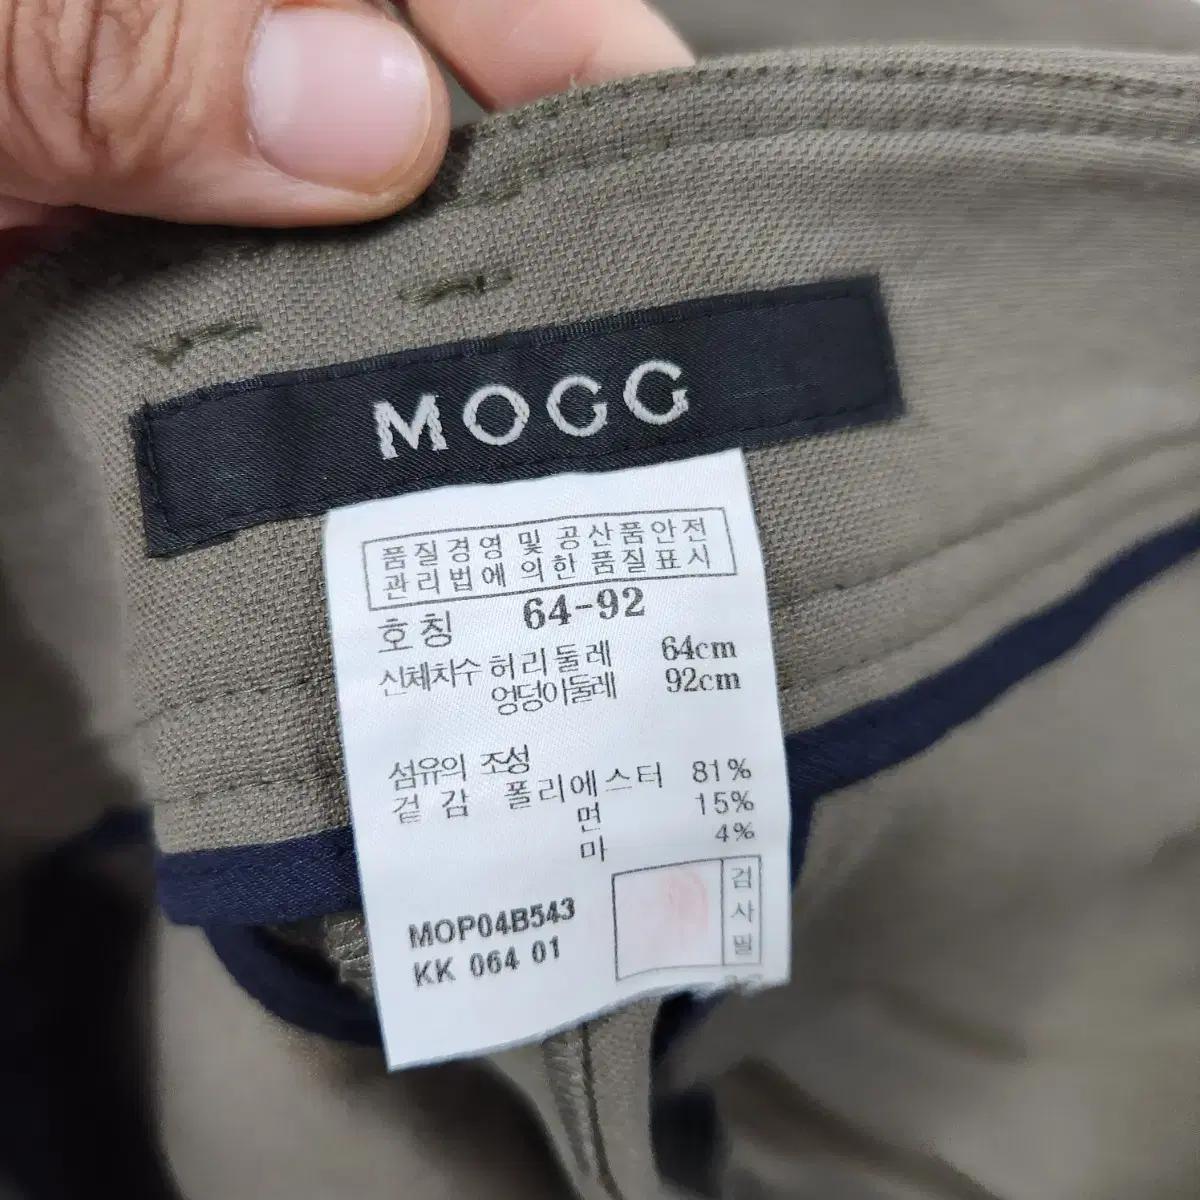 MOGG
품질경영 및 공산품안전
관리법에 의한 품질표시
호칭 64-92
신체치수 허리둘레 64cm
엉덩이둘레 92cm
섬유의 조성
겉감 폴리에스터 81%
면 15%
마 4%
MOP04B543
KK 064 01
검사필